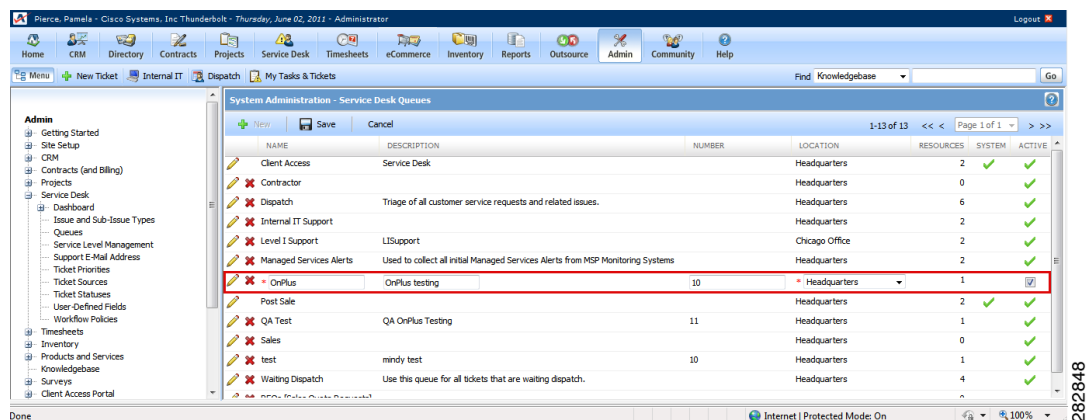 Pierce, Pamela - Cisco Systems, Inc Thunderbolt - Thursday, June 02, 2011 - Administrator Logout
Home CRM Directory Contracts Projects Service Desk Timesheets eCommerce Inventory Reports Outsource Admin Community Help
Menu New Ticket Internal IT Dispatch My Tasks & Tickets Find Knowledgebase Go
System Administration - Service Desk Queues
Admin
Getting Started
Site Setup
CRM
Contracts (and Billing)
Projects
Service Desk
Dashboard
Issue and Sub-Issue Types
Queues
Service Level Management
Support E-Mail Address
Ticket Priorities
Ticket Sources
Ticket Statuses
User-Defined Fields
Workflow Policies
Timesheets
Inventory
Products and Services
Knowledgebase
Surveys
Client Access Portal
New Save Cancel 1-13 of 13 << < Page 1 of 1 > >>
NAME DESCRIPTION NUMBER LOCATION RESOURCES SYSTEM ACTIVE
Client Access Service Desk Headquarters 2
Contractor Headquarters 0
Dispatch Triage of all customer service requests and related issues. Headquarters 6
Internal IT Support Headquarters 2
Level I Support LISupport Chicago Office 2
Managed Services Alerts Used to collect all initial Managed Services Alerts from MSP Monitoring Systems Headquarters 2
* OnPlus OnPlus testing 10 * Headquarters 1
Post Sale Headquarters 2
QA Test QA OnPlus Testing 11 Headquarters 1
Sales Headquarters 0
test mindy test 10 Headquarters 1
Waiting Dispatch Use this queue for all tickets that are waiting dispatch. Headquarters 4
Done Internet | Protected Mode: On 100%
282848